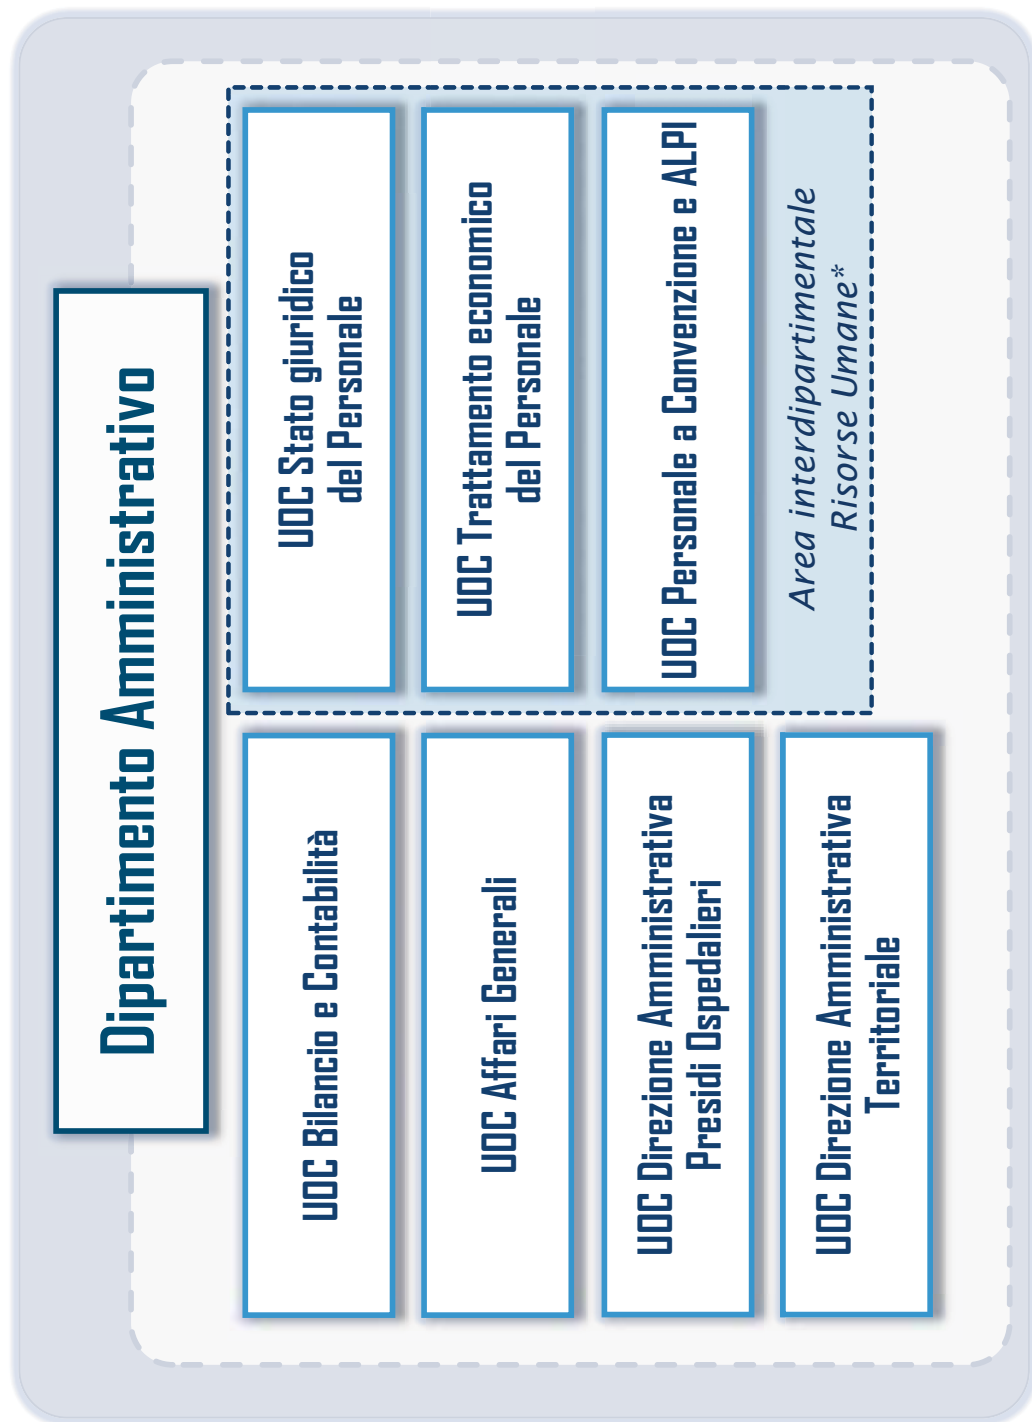 Dipartimento Amministrativo
UOC Bilancio e Contabilità
UOC Affari Generali
UOC Direzione Amministrativa
Presidi Ospedalieri
UOC Direzione Amministrativa
Territoriale
UOC Stato giuridico
del Personale
UOC Trattamento economico
del Personale
UOC Personale a Convenzione e ALPI
Area interdipartimentale
Risorse Umane*